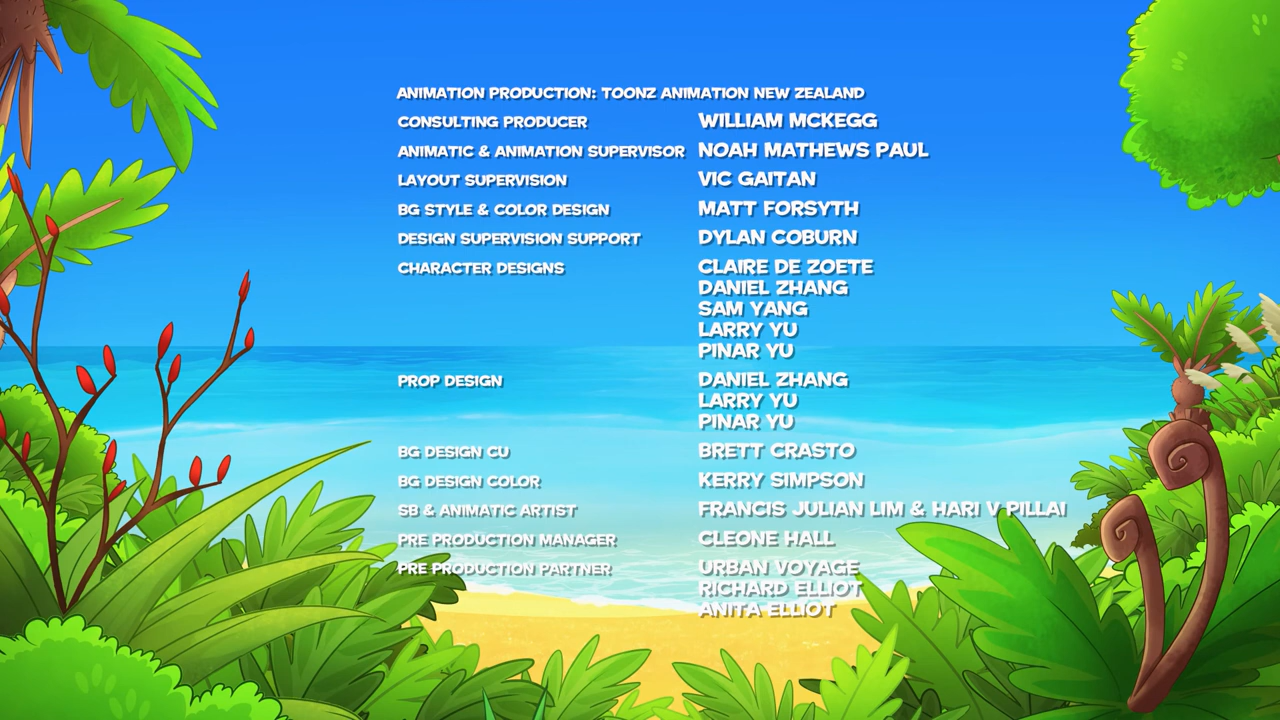 ANIMATION PRODUCTION: TOONZ ANIMATION NEW ZEALAND
CONSULTING PRODUCER WILLIAM MCKEGG
ANIMATIC & ANIMATION SUPERVISOR NOAH MATHEWS PAUL
LAYOUT SUPERVISION VIC GAITAN
BG STYLE & COLOR DESIGN MATT FORSYTH
DESIGN SUPERVISION SUPPORT DYLAN COBURN
CHARACTER DESIGNS CLAIRE DE ZOETE
DANIEL ZHANG
SAM YANG
LARRY YU
PINAR YU
PROP DESIGN DANIEL ZHANG
LARRY YU
PINAR YU
BG DESIGN CU BRETT CRASTO
BG DESIGN COLOR KERRY SIMPSON
SB & ANIMATIC ARTIST FRANCIS JULIAN LIM & HARI V PILLAI
PRE PRODUCTION MANAGER CLEONE HALL
PRE PRODUCTION PARTNER URBAN VOYAGE
RICHARD ELLIOT
ANITA ELLIOT